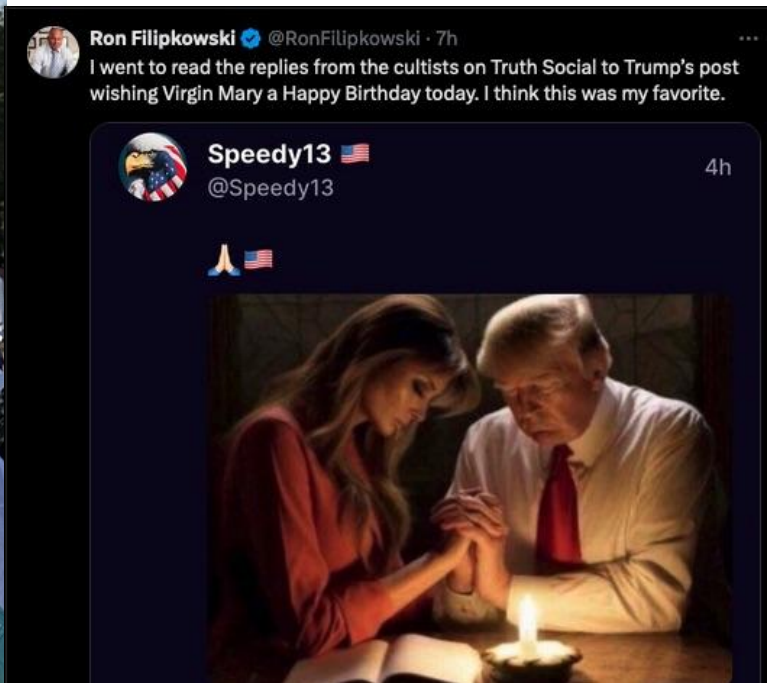 Ron Filipkowski @RonFilipkowski · 7h
I went to read the replies from the cultists on Truth Social to Trump's post
wishing Virgin Mary a Happy Birthday today. I think this was my favorite.
Speedy13 🇺🇸
@Speedy13
4h
🙏🏻🇺🇸